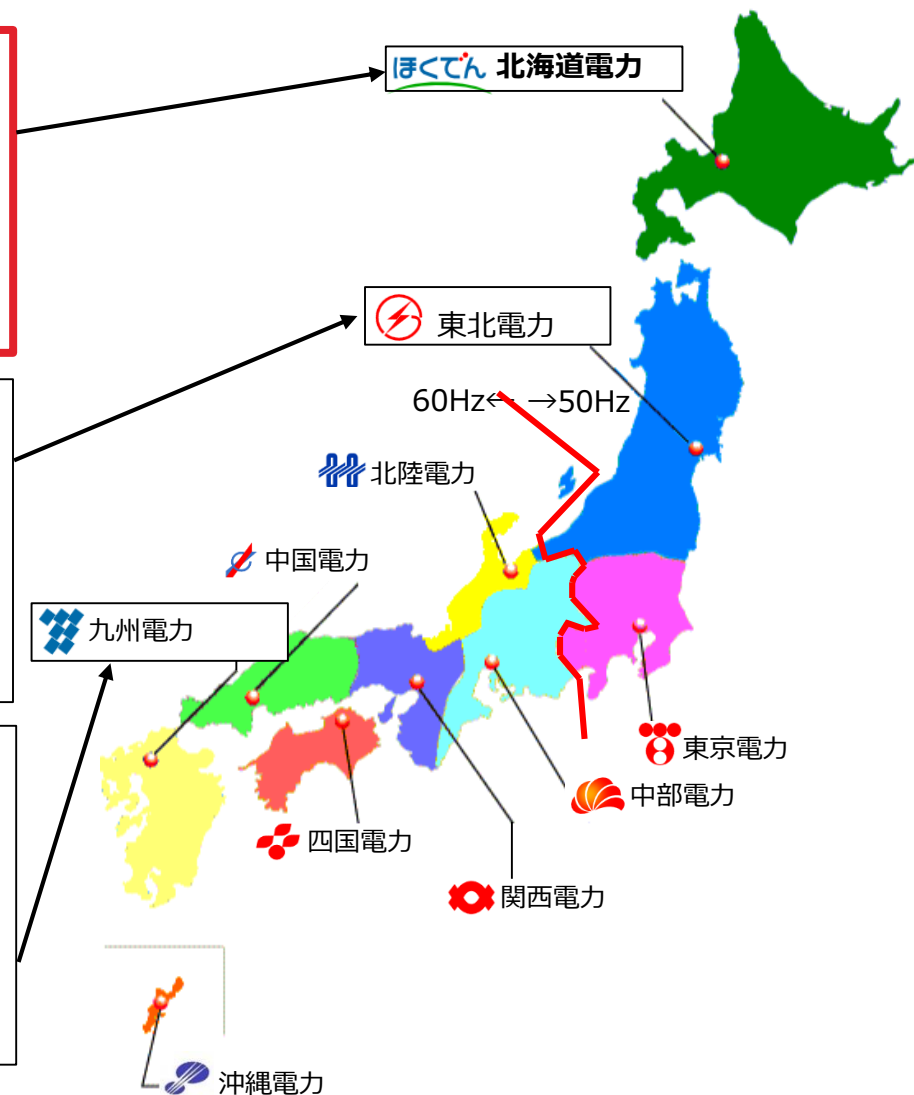 ほくでん 北海道電力
東北電力
60Hz← →50Hz
北陸電力
中国電力
九州電力
東京電力
中部電力
四国電力
関西電力
沖縄電力